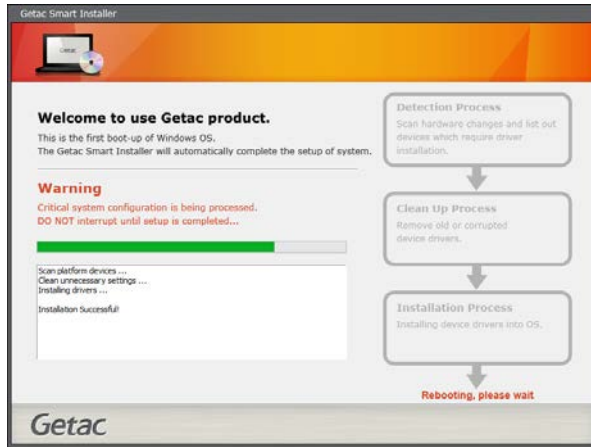 Getac Smart Installer
Getac
Welcome to use Getac product.
This is the first boot-up of Windows OS.
The Getac Smart Installer will automatically complete the setup of system.
Warning
Critical system configuration is being processed.
DO NOT interrupt until setup is completed...
Scan platform devices ...
Clean unnecessary settings ...
Installing drivers ...
Installation Successful!
Detection Process
Scan hardware changes and list out
devices which require driver
installation.
Clean Up Process
Remove old or corrupted
device drivers.
Installation Process
Installing device drivers into OS.
Rebooting, please wait
Getac